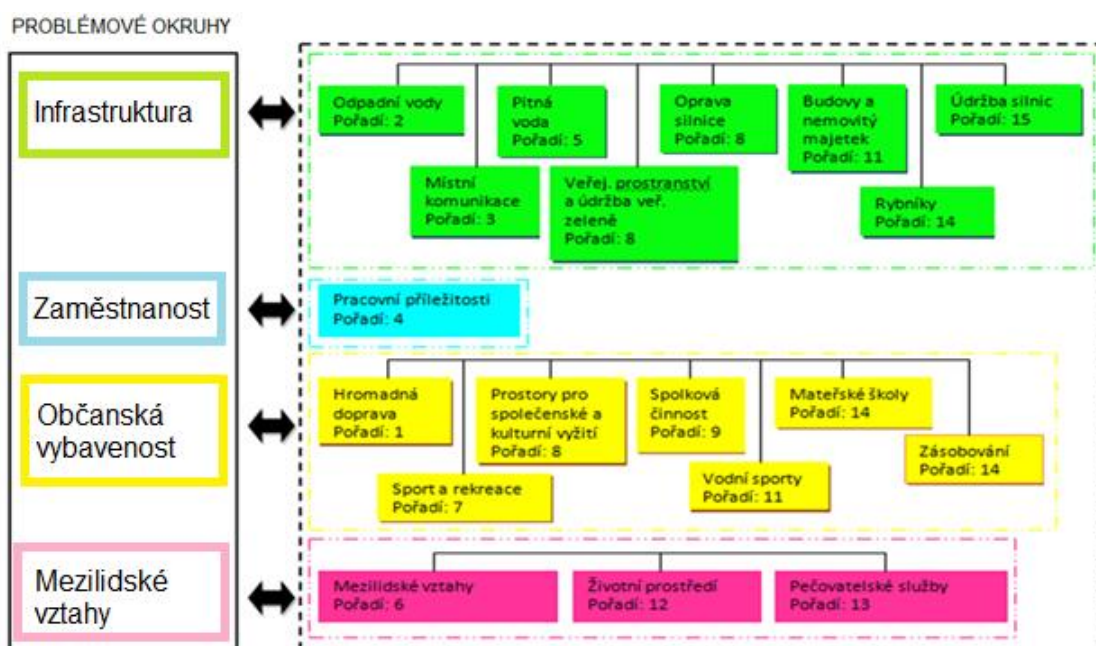 PROBLÉMOVÉ OKRUHY
Infrastruktura
Odpadní vody
Pořadí: 2
Pitná
voda
Pořadí: 5
Oprava
silnice
Pořadí: 8
Budovy a
nemovitý
majetek
Pořadí: 11
Údržba silnic
Pořadí: 15
Místní
komunikace
Pořadí: 3
Veřej. prostranství
a údržba veř.
zeleně
Pořadí: 8
Rybníky
Pořadí: 14
Zaměstnanost
Pracovní příležitosti
Pořadí: 4
Občanská
vybavenost
Hromadná
doprava
Pořadí: 1
Prostory pro
společenské a
kulturní vyžití
Pořadí: 8
Spolková
činnost
Pořadí: 9
Mateřské školy
Pořadí: 14
Zásobování
Pořadí: 14
Sport a rekreace
Pořadí: 7
Vodní sporty
Pořadí: 11
Mezilidské
vztahy
Mezilidské vztahy
Pořadí: 6
Životní prostředí
Pořadí: 12
Pečovatelské služby
Pořadí: 13